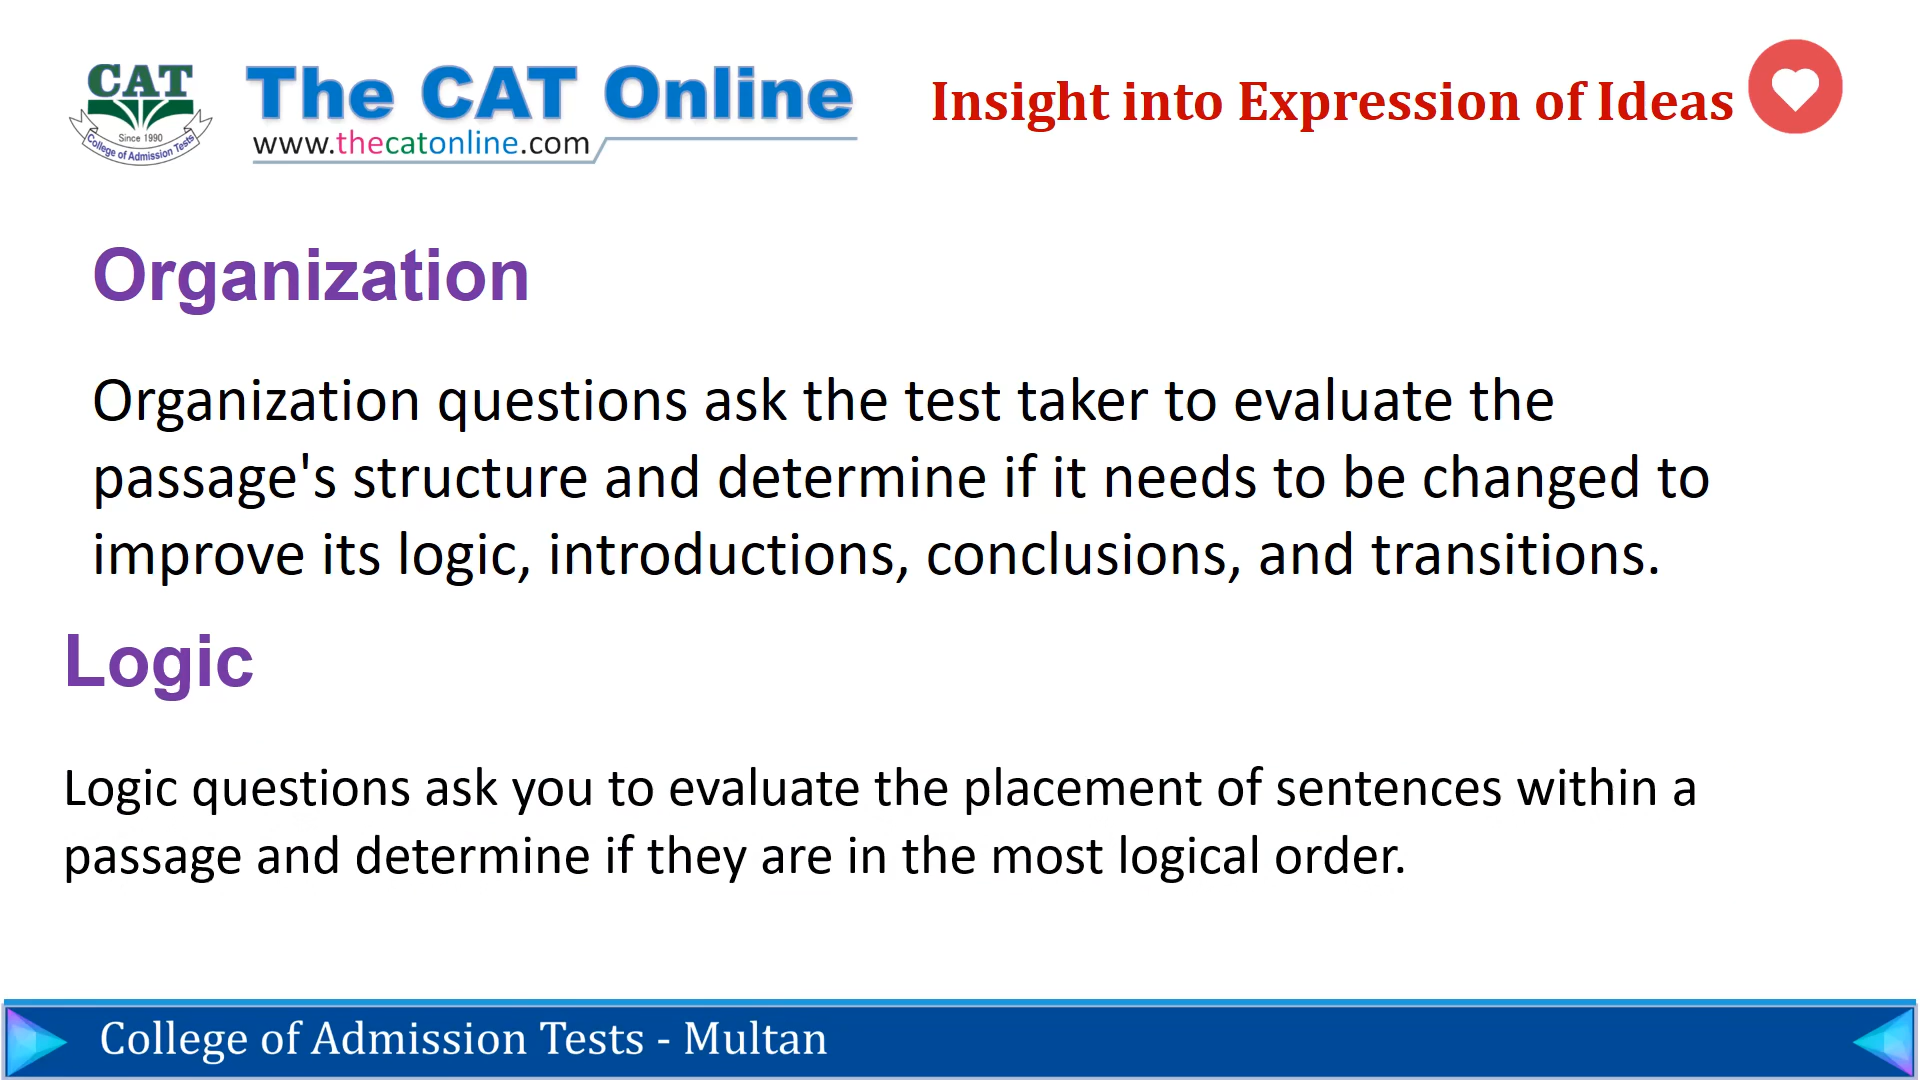 CAT
Since 1990
College of Admission Tests
The CAT Online
www.thecatonline.com
Insight into Expression of Ideas
Organization
Organization questions ask the test taker to evaluate the
passage's structure and determine if it needs to be changed to
improve its logic, introductions, conclusions, and transitions.
Logic
Logic questions ask you to evaluate the placement of sentences within a
passage and determine if they are in the most logical order.
College of Admission Tests - Multan